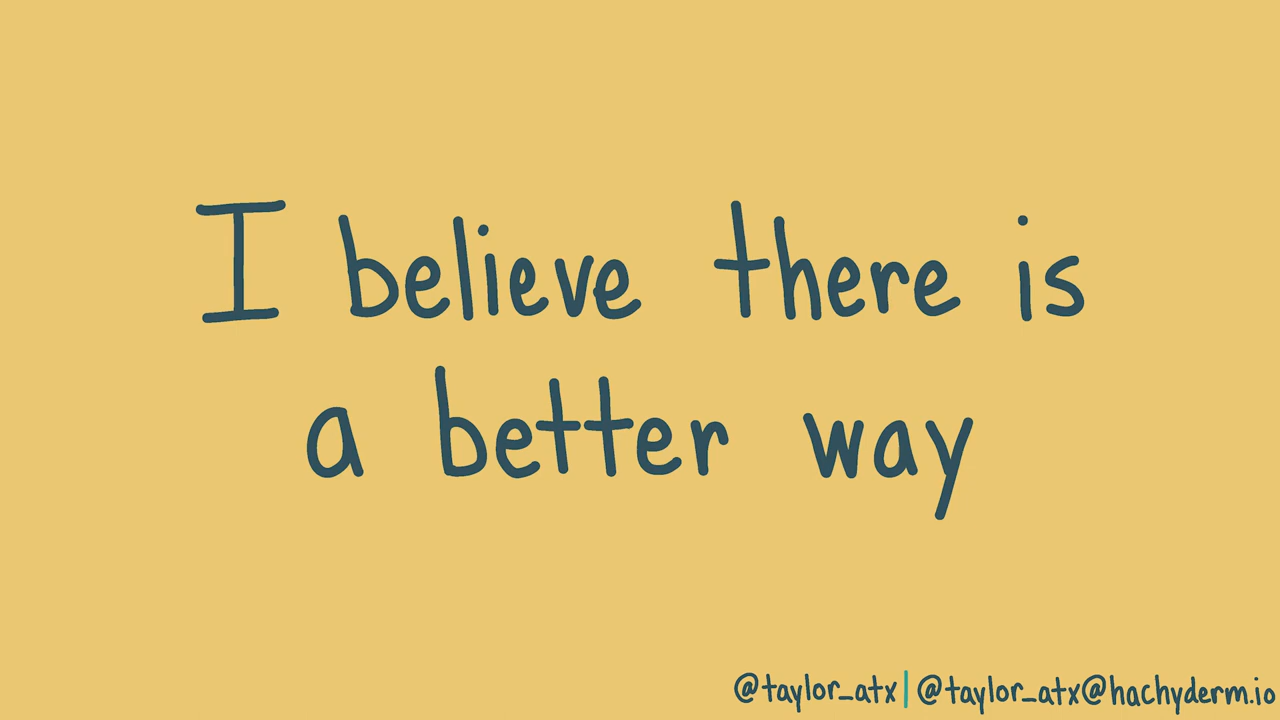 I believe there is
a better way
@taylor_atx | @taylor_atx@hachyderm.io